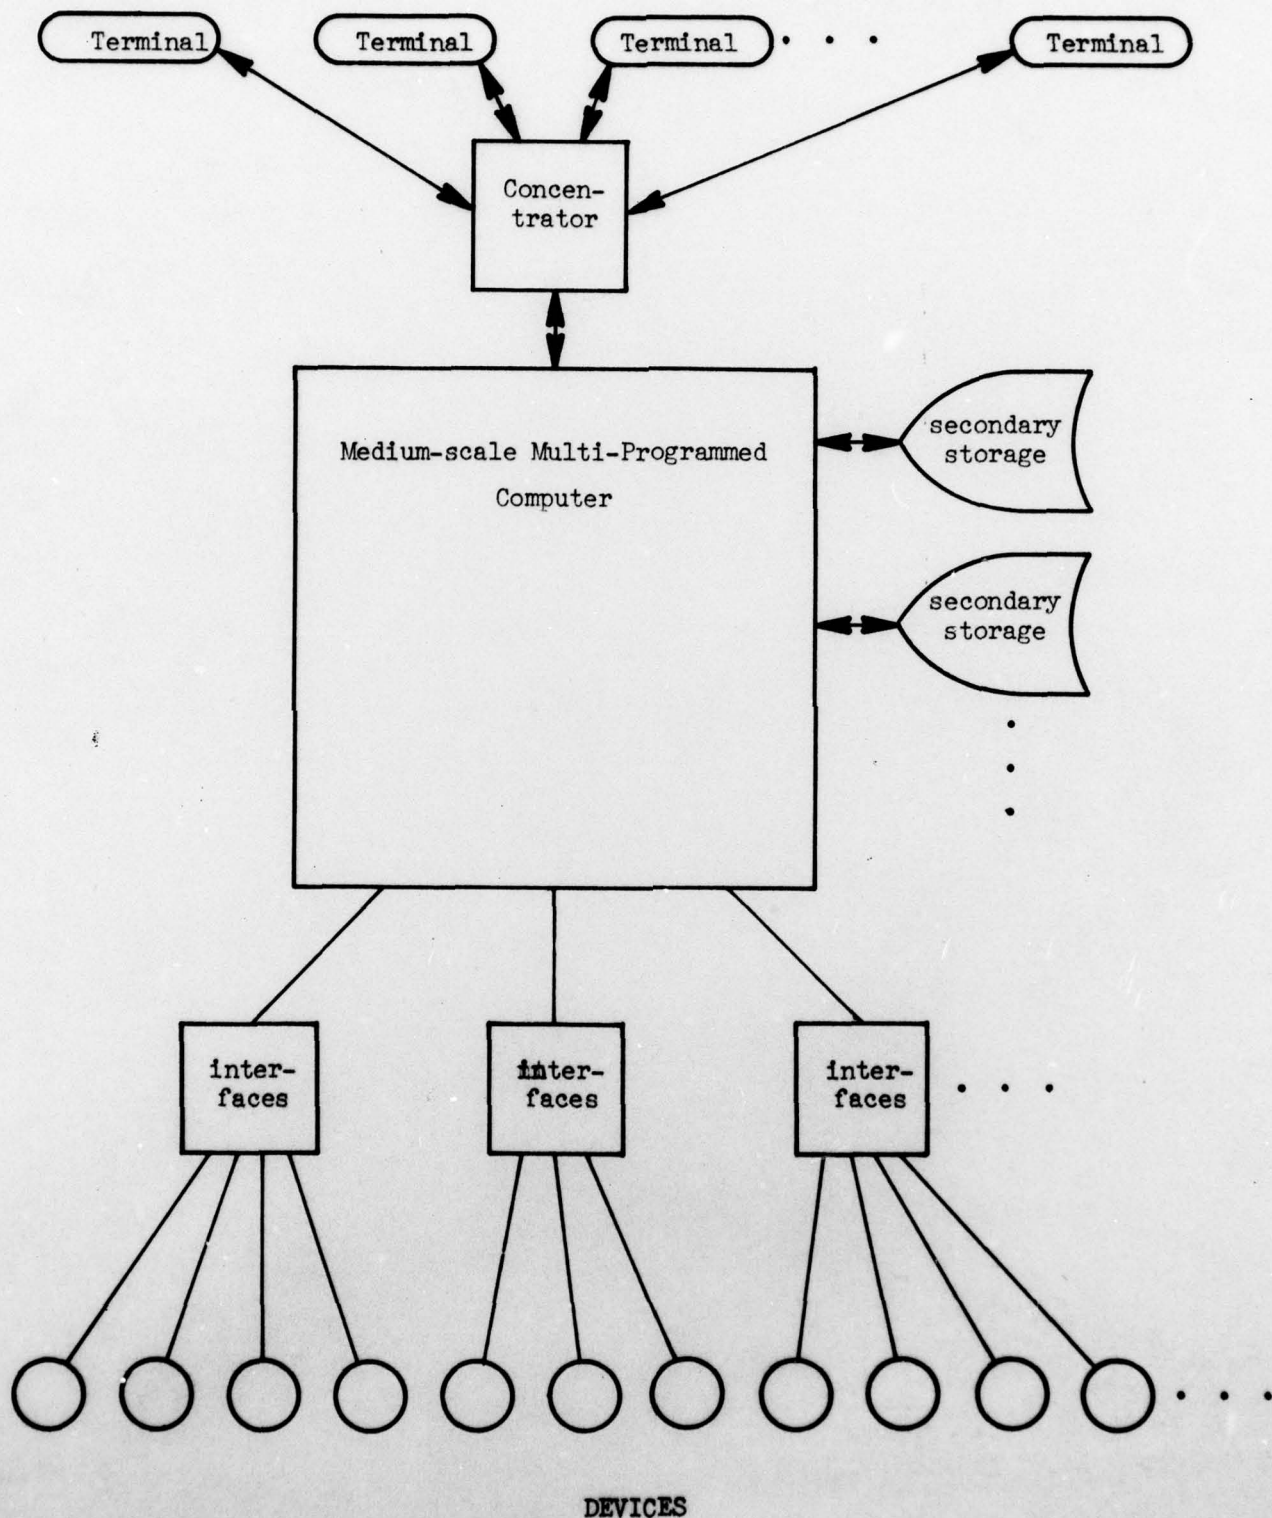 Terminal Terminal Terminal . . . Terminal
Concen-
trator
Medium-scale Multi-Programmed
Computer
secondary
storage
secondary
storage
inter-
faces
inter-
faces
inter-
faces
DEVICES